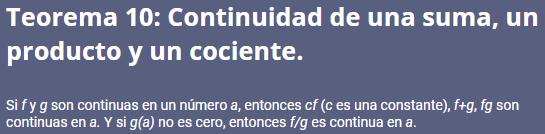 Teorema 10: Continuidad de una suma, un
producto y un cociente.
Si f y g son continuas en un número a, entonces cf (c es una constante), f+g, fg son
continuas en a. Y si g(a) no es cero, entonces f/g es continua en a.